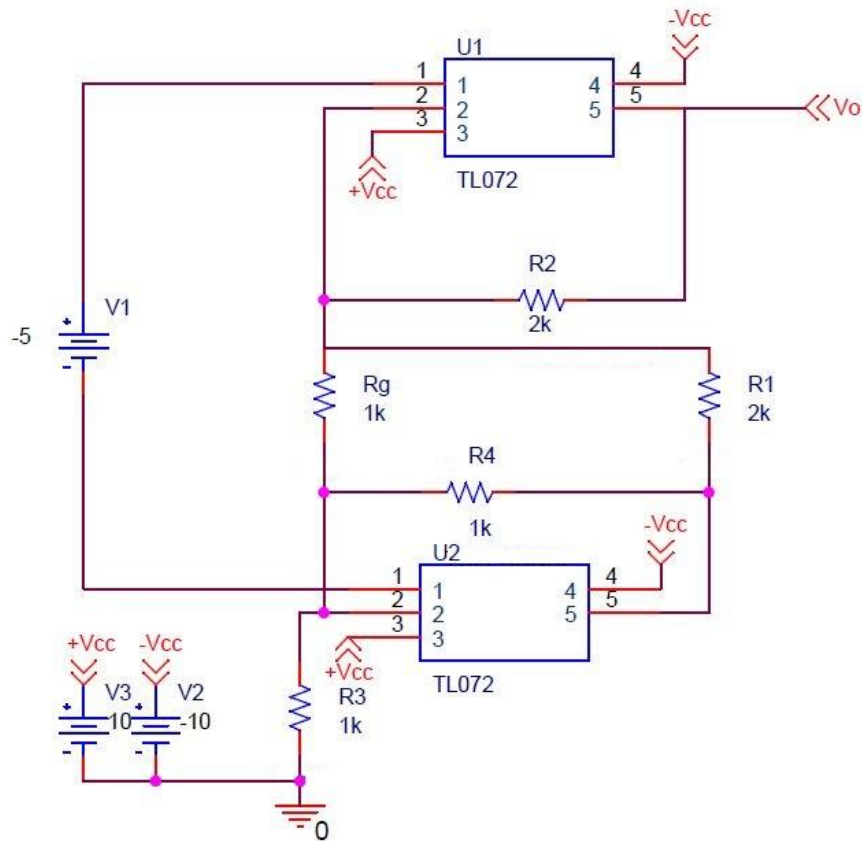 -Vcc
U1
1 1 4 4
2 2 5 5 Vo
3 3
+Vcc TL072
R2
2k
V1
+
-5
-
Rg R1
1k 2k
R4
1k
-Vcc
U2
1 1 4 4
2 2 5 5
3 3
+Vcc -Vcc +Vcc TL072
V3 V2 R3
+ 10 + -10 1k
- -
0